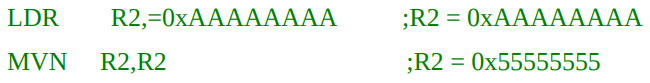 LDR R2,=0xAAAAAAAA ;R2 = 0xAAAAAAAA
MVN R2,R2 ;R2 = 0x55555555